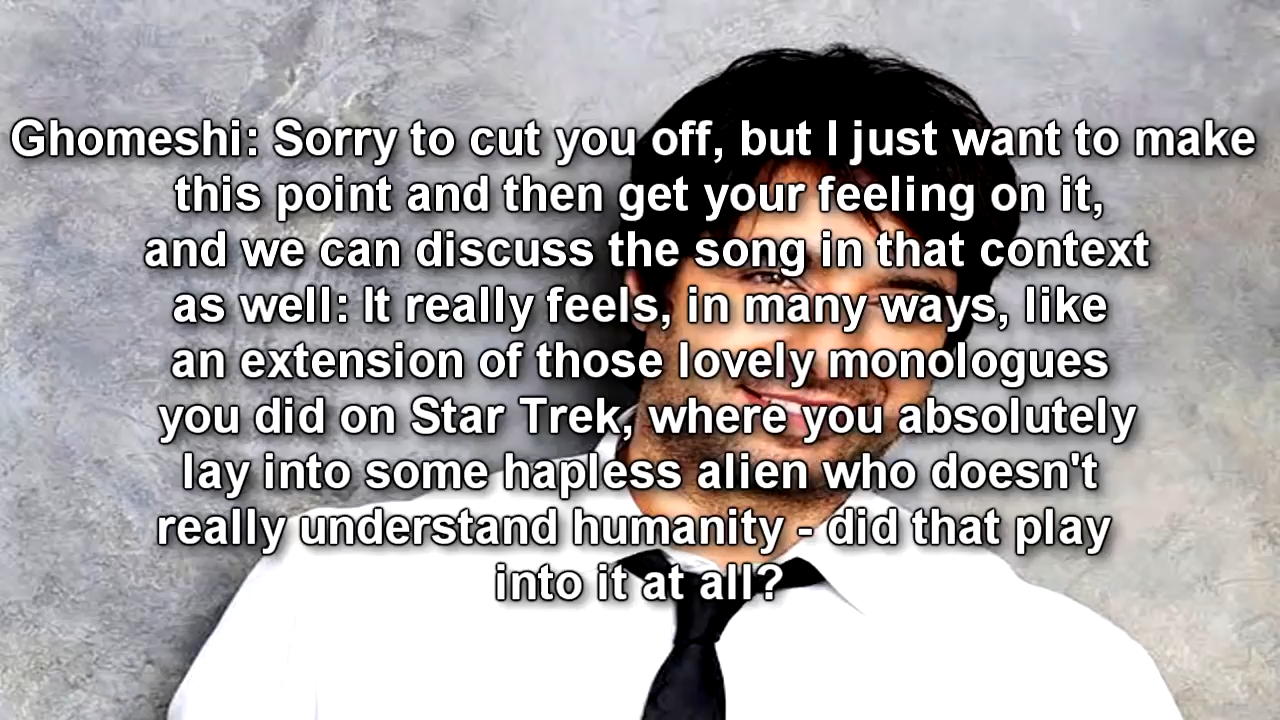 Ghomeshi: Sorry to cut you off, but I just want to make
this point and then get your feeling on it,
and we can discuss the song in that context
as well: It really feels, in many ways, like
an extension of those lovely monologues
you did on Star Trek, where you absolutely
lay into some hapless alien who doesn't
really understand humanity - did that play
into it at all?